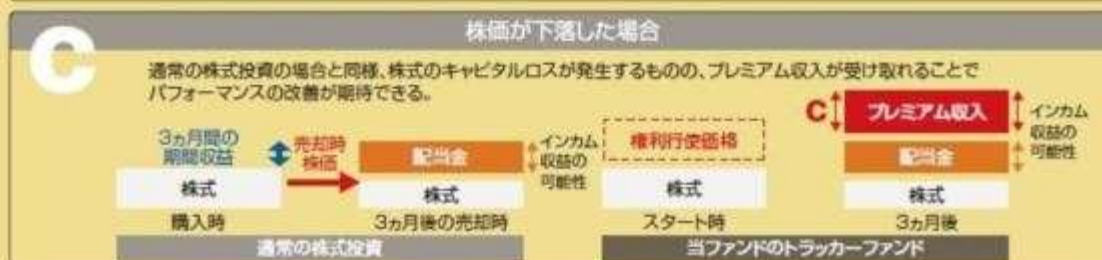 C
株価が下落した場合
通常の株式投資の場合と同様、株式のキャピタルロスが発生するものの、プレミアム収入が受け取れることで
パフォーマンスの改善が期待できる。
3ヵ月間の
期間収益
売却時
株価
株式
購入時
配当金
株式
3ヵ月後の売却時
インカム
収益の
可能性
通常の株式投資
権利行使価格
株式
スタート時
C
プレミアム収入
配当金
株式
3ヵ月後
インカム
収益の
可能性
当ファンドのトラッカーファンド